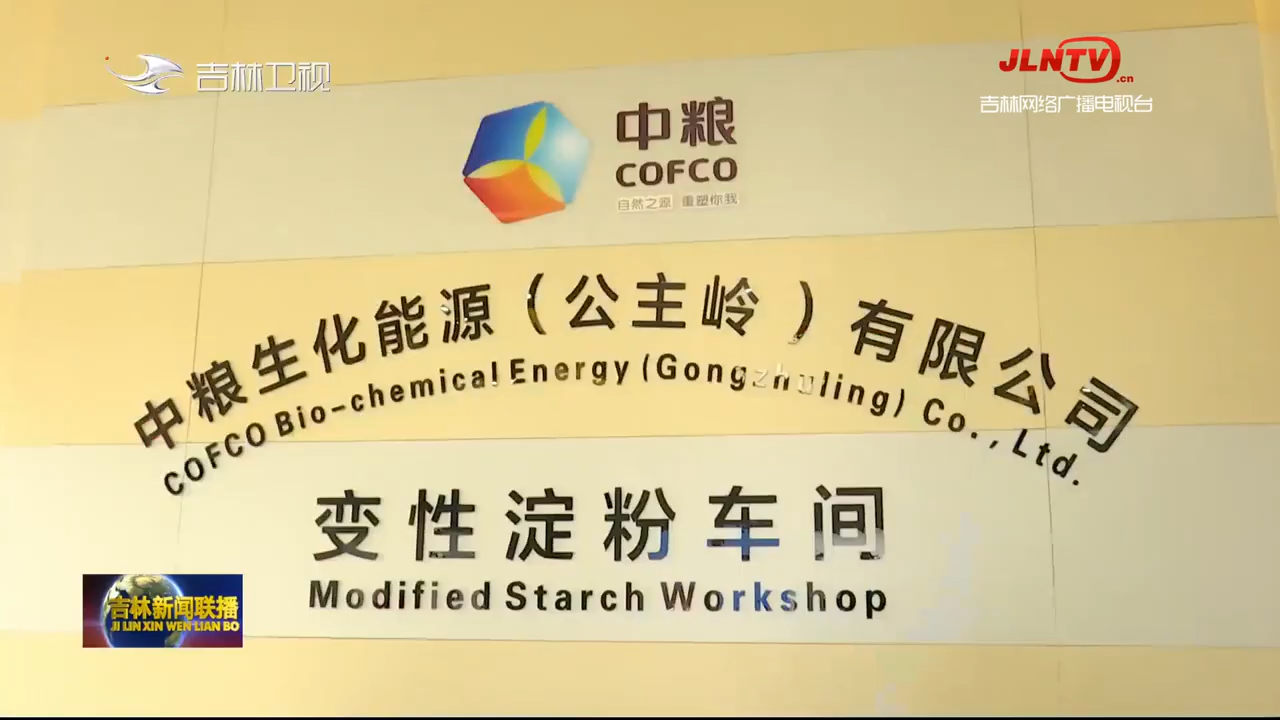 吉林卫视
JLNTV.cn
吉林网络广播电视台
中粮
COFCO
自然之源 重塑你我
中粮生化能源（公主岭）有限公司
COFCO Bio-chemical Energy (Gongzhuling) Co., Ltd.
变性淀粉车间
Modified Starch Workshop
吉林新闻联播
JI LIN XIN WEN LIAN BO